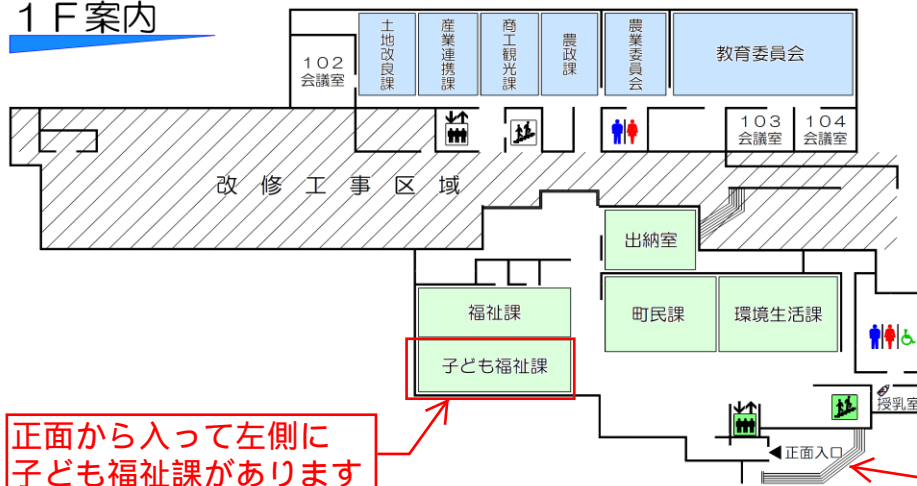 1F案内
土地改良課
産業連携課
商工観光課
農政課
農業委員会
教育委員会
102
会議室
103
会議室
104
会議室
改修工事区域
出納室
福祉課
町民課
環境生活課
子ども福祉課
授乳室
◀正面入口
正面から入って左側に
子ども福祉課があります